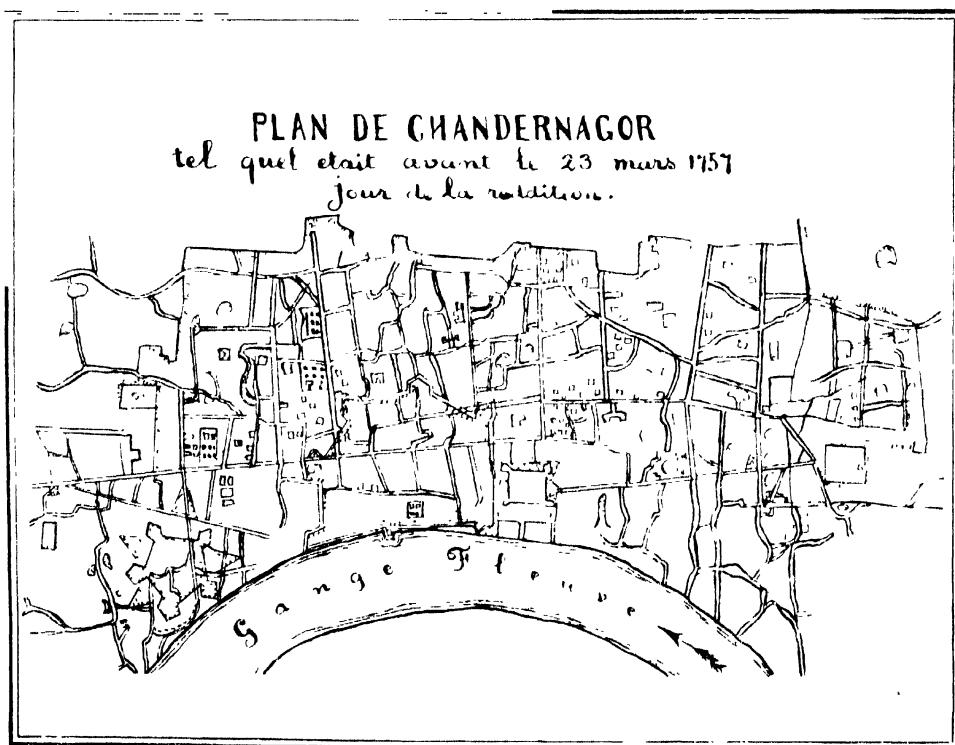 PLAN DE CHANDERNAGOR
tel quel etait avant le 23 mars 1757
jour de la reddition.
Gange Fleuve